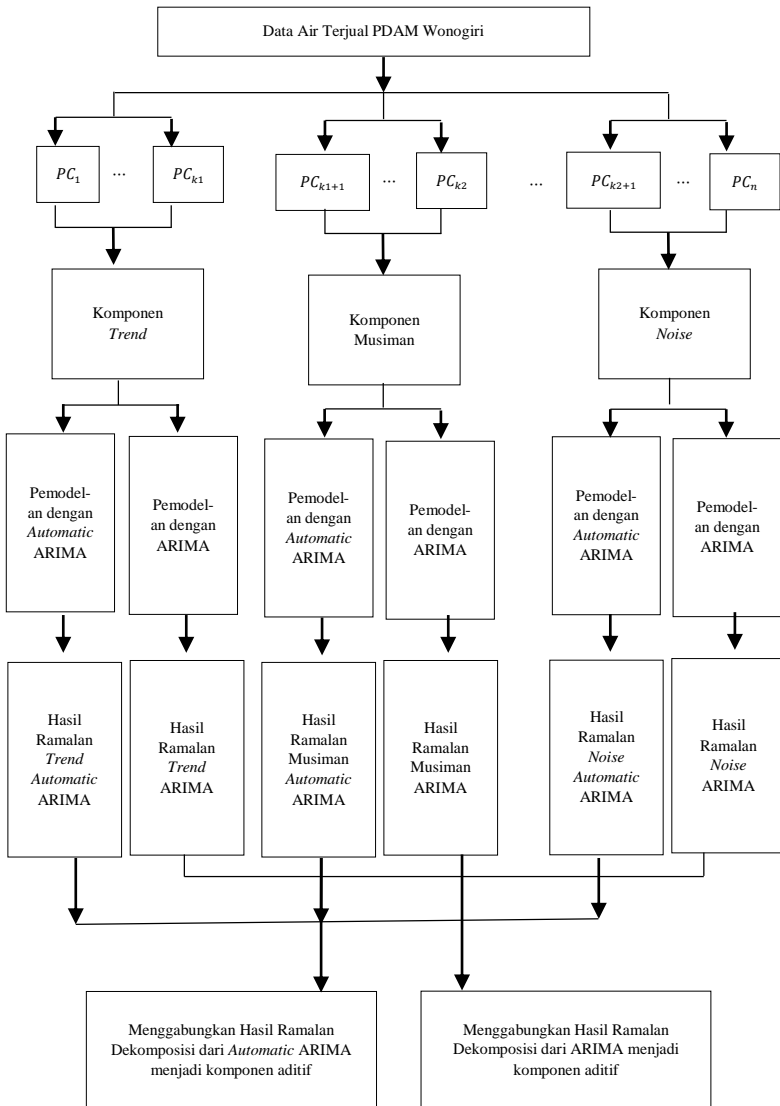 Data Air Terjual PDAM Wonogiri
PC₁
...
PCₖ₁
PCₖ₁₊₁
...
PCₖ₂
...
PCₖ₂₊₁
...
PCₙ
Komponen
Trend
Komponen
Musiman
Komponen
Noise
Pemodel-
an dengan
Automatic
ARIMA
Pemodel-
an dengan
ARIMA
Pemodel-
an dengan
Automatic
ARIMA
Pemodel-
an dengan
ARIMA
Pemodel-
an dengan
Automatic
ARIMA
Pemodel-
an dengan
ARIMA
Hasil
Ramalan
Trend
Automatic
ARIMA
Hasil
Ramalan
Trend
ARIMA
Hasil
Ramalan
Musiman
Automatic
ARIMA
Hasil
Ramalan
Musiman
ARIMA
Hasil
Ramalan
Noise
Automatic
ARIMA
Hasil
Ramalan
Noise
ARIMA
Menggabungkan Hasil Ramalan
Dekomposisi dari Automatic ARIMA
menjadi komponen aditif
Menggabungkan Hasil Ramalan
Dekomposisi dari ARIMA menjadi
komponen aditif